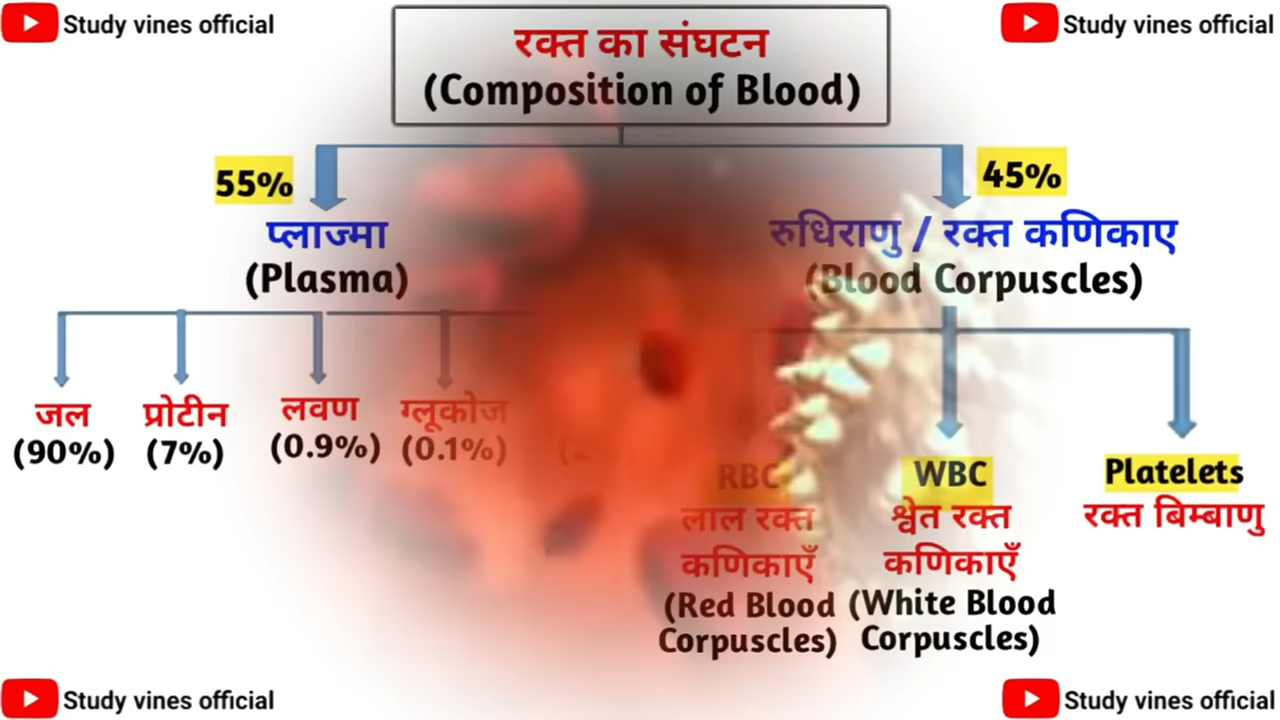 Study vines official
Study vines official
रक्त का संघटन
(Composition of Blood)
55%
45%
प्लाज्मा
(Plasma)
रुधिराणु / रक्त कणिकाए
(Blood Corpuscles)
जल
(90%)
प्रोटीन
(7%)
लवण
(0.9%)
ग्लूकोज
(0.1%)
RBC
लाल रक्त
कणिकाएँ
(Red Blood
Corpuscles)
WBC
श्वेत रक्त
कणिकाएँ
(White Blood
Corpuscles)
Platelets
रक्त बिम्बाणु
Study vines official
Study vines official